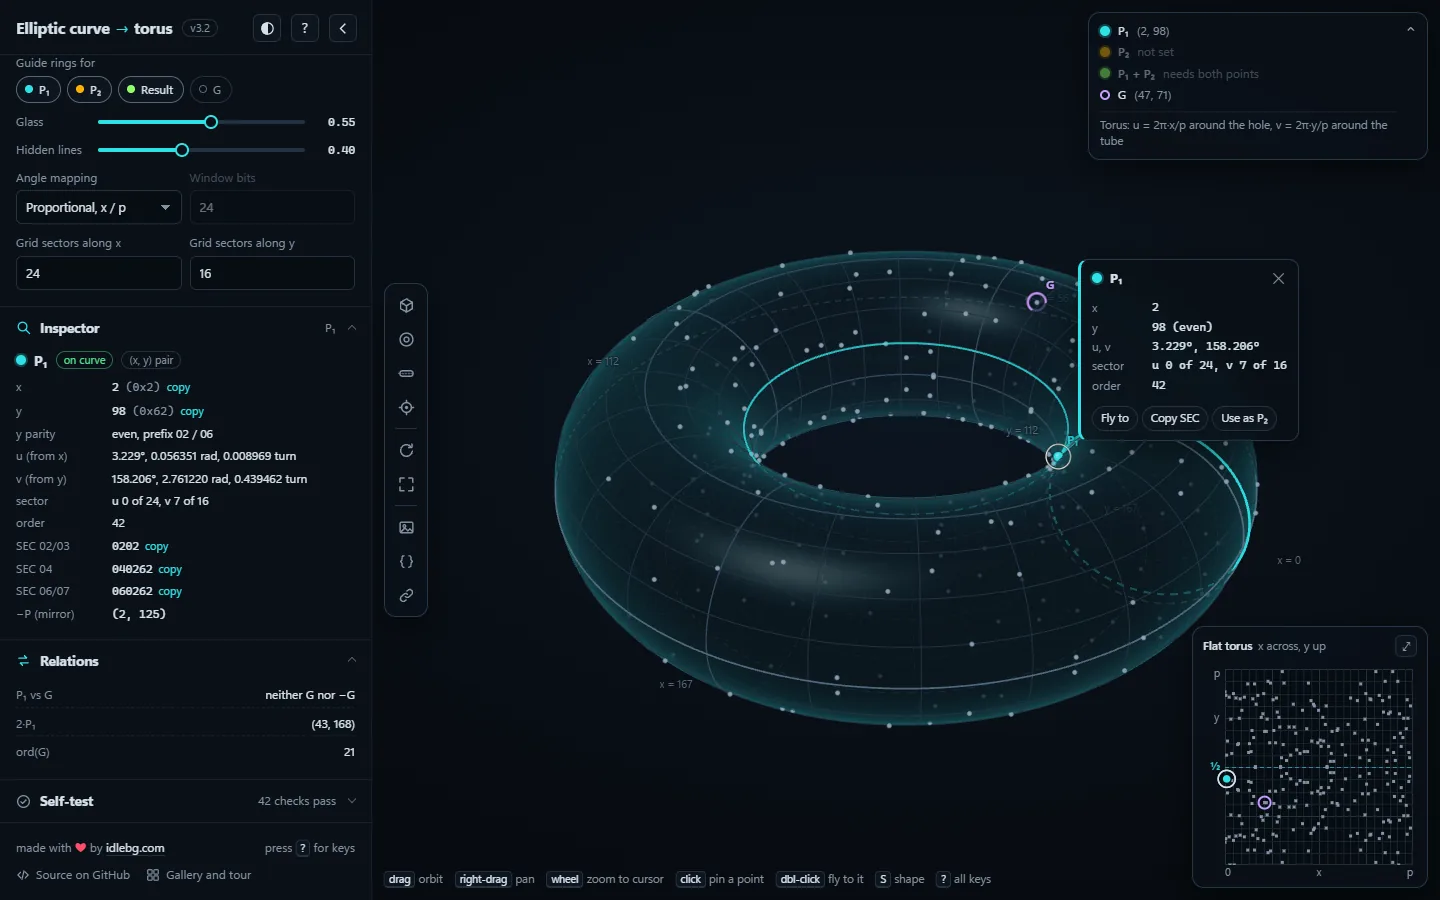 Elliptic curve → torus v3.2 ?
Guide rings for
P₁ P₂ Result G
Glass 0.55
Hidden lines 0.40
Angle mapping Window bits
Proportional, x / p 24
Grid sectors along x Grid sectors along y
24 16
Inspector P₁
P₁ on curve (x, y) pair
x 2 (0x2) copy
y 98 (0x62) copy
y parity even, prefix 02 / 06
u (from x) 3.229°, 0.056351 rad, 0.008969 turn
v (from y) 158.206°, 2.761220 rad, 0.439462 turn
sector u 0 of 24, v 7 of 16
order 42
SEC 02/03 0202 copy
SEC 04 040262 copy
SEC 06/07 060262 copy
−P (mirror) (2, 125)
Relations
P₁ vs G neither G nor −G
2·P₁ (43, 168)
ord(G) 21
Self-test 42 checks pass
made with ❤ by idlebg.com press ? for keys
Source on GitHub Gallery and tour
P₁ (2, 98)
P₂ not set
P₁ + P₂ needs both points
G (47, 71)
Torus: u = 2π·x/p around the hole, v = 2π·y/p around the
tube
G
x = 112
y = 112
P₁
x = 0
x = 167
P₁
x 2
y 98 (even)
u, v 3.229°, 158.206°
sector u 0 of 24, v 7 of 16
order 42
Fly to Copy SEC Use as P₂
Flat torus x across, y up
p
y
½
0 x p
drag orbit right-drag pan wheel zoom to cursor click pin a point dbl-click fly to it S shape ? all keys